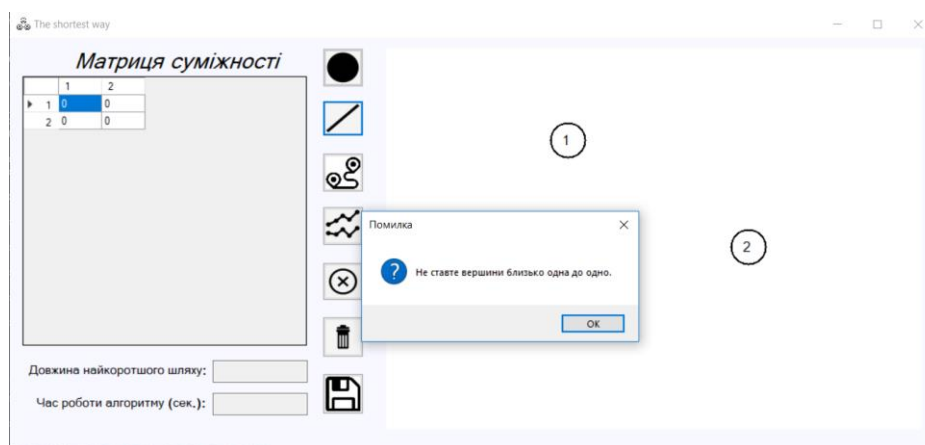 The shortest way
Матриця суміжності
1 2
1 0 0
2 0 0
1
2
Помилка
Не ставте вершини близько одна до одно.
OK
Довжина найкоротшого шляху:
Час роботи алгоритму (сек.):